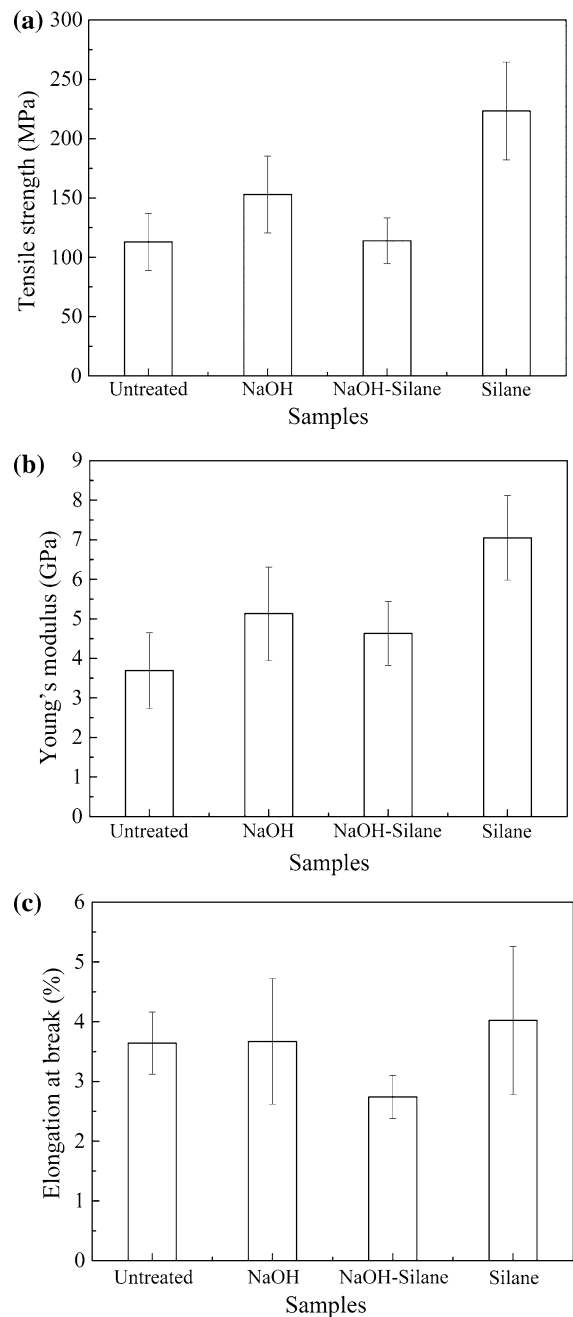 (a)
Tensile strength (MPa)
300
250
200
150
100
50
0
Untreated NaOH NaOH-Silane Silane
Samples
(b)
Young's modulus (GPa)
9
8
7
6
5
4
3
2
1
0
Untreated NaOH NaOH-Silane Silane
Samples
(c)
Elongation at break (%)
6
5
4
3
2
1
0
Untreated NaOH NaOH-Silane Silane
Samples